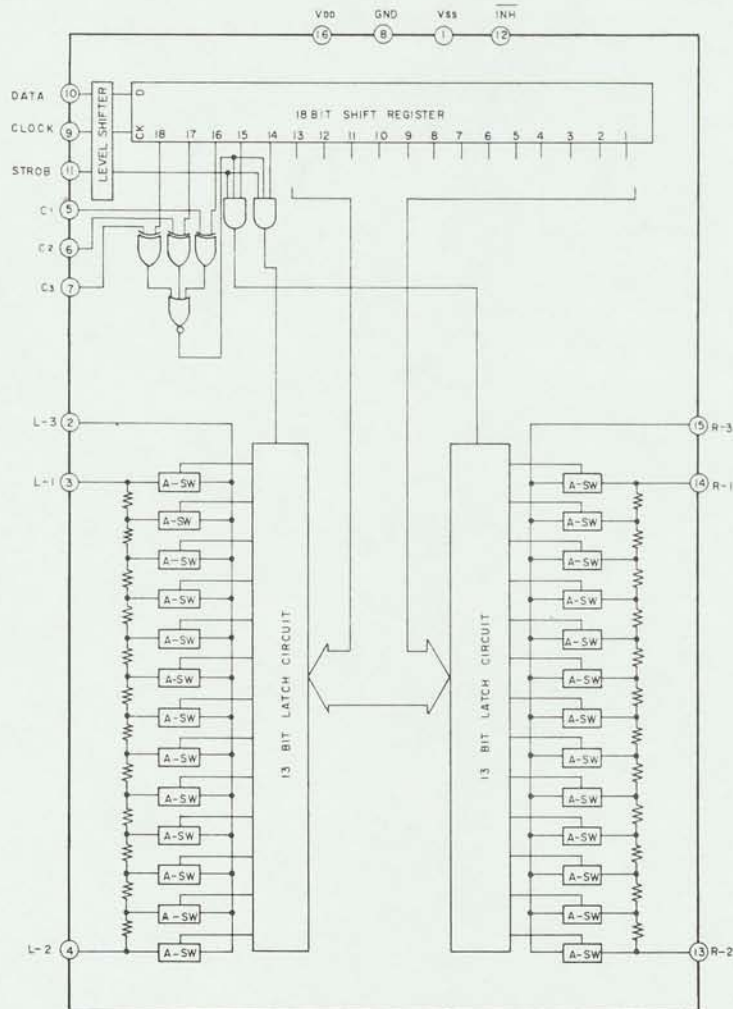 VDD GND VSS INH
16 8 1 12
DATA 10
CLOCK 9
STROB 11
C1 5
C2 6
C3 7
LEVEL SHIFTER
D
CK
18 BIT SHIFT REGISTER
18 17 16 15 14 13 12 11 10 9 8 7 6 5 4 3 2 1
L-3 2
L-1 3
L-2 4
A-SW
A-SW
A-SW
A-SW
A-SW
A-SW
A-SW
A-SW
A-SW
A-SW
A-SW
A-SW
A-SW
13 BIT LATCH CIRCUIT
13 BIT LATCH CIRCUIT
A-SW
A-SW
A-SW
A-SW
A-SW
A-SW
A-SW
A-SW
A-SW
A-SW
A-SW
A-SW
A-SW
15 R-3
14 R-1
13 R-2